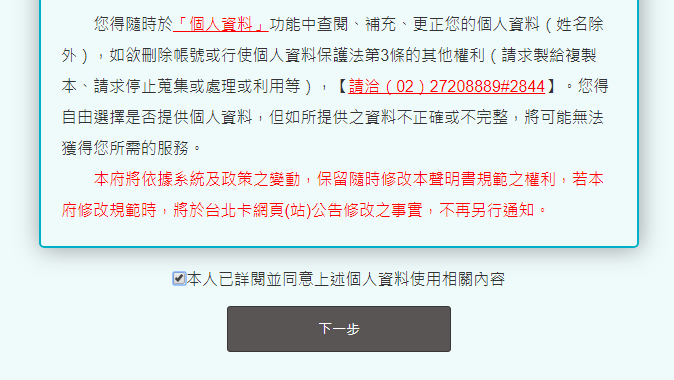 您得隨時於「個人資料」功能中查閱、補充、更正您的個人資料（姓名除
外），如欲刪除帳號或行使個人資料保護法第3條的其他權利（請求製給複製
本、請求停止蒐集或處理或利用等），【請洽（02）27208889#2844】。您得
自由選擇是否提供個人資料，但如所提供之資料不正確或不完整，將可能無法
獲得您所需的服務。
本府將依據系統及政策之變動，保留隨時修改本聲明書規範之權利，若本
府修改規範時，將於台北卡網頁(站)公告修改之事實，不再另行通知。
本人已詳閱並同意上述個人資料使用相關內容
下一步